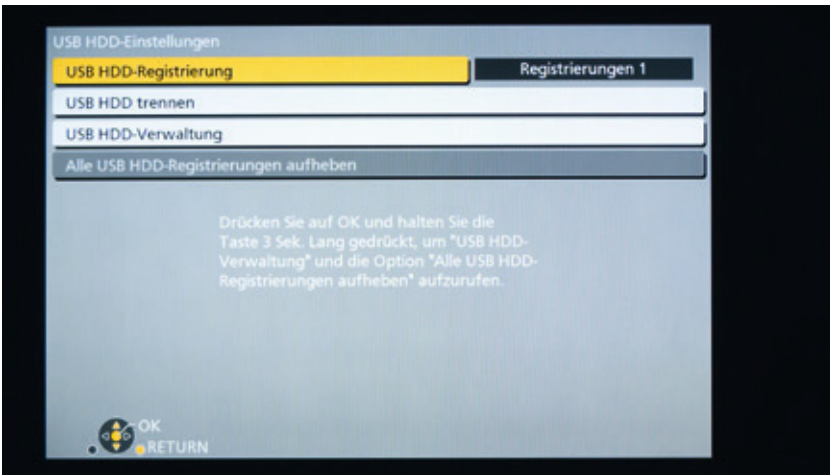 USB HDD-Einstellungen
USB HDD-Registrierung Registrierungen 1
USB HDD trennen
USB HDD-Verwaltung
Alle USB HDD-Registrierungen aufheben
Drücken Sie auf OK und halten Sie die
Taste 3 Sek. Lang gedrückt, um "USB HDD-
Verwaltung" und die Option "Alle USB HDD-
Registrierungen aufheben" aufzurufen.
OK
RETURN